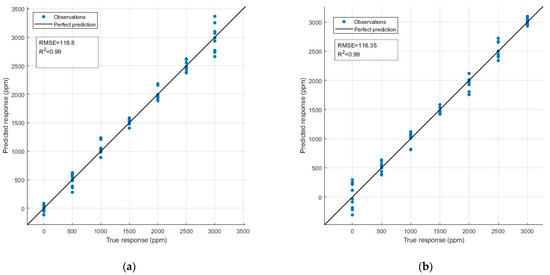 Observations
Perfect prediction
RMSE=118.8
R²=0.99
Predicted response (ppm)
3500
3000
2500
2000
1500
1000
500
0
0 500 1000 1500 2000 2500 3000 3500
True response (ppm)
(a)
Observations
Perfect prediction
RMSE=116.35
R²=0.99
Predicted response (ppm)
3000
2500
2000
1500
1000
500
0
0 500 1000 1500 2000 2500 3000
True response (ppm)
(b)